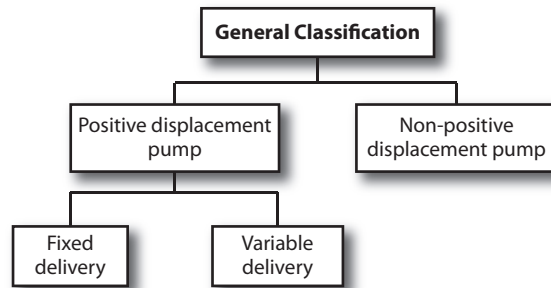 General Classification
Positive displacement
pump
Non-positive
displacement pump
Fixed
delivery
Variable
delivery